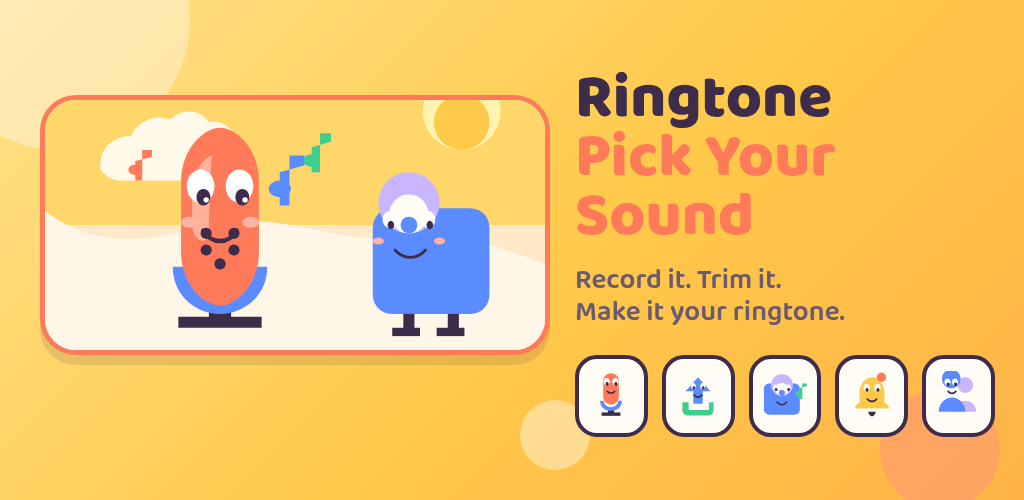 Ringtone
Pick Your
Sound
Record it. Trim it.
Make it your ringtone.